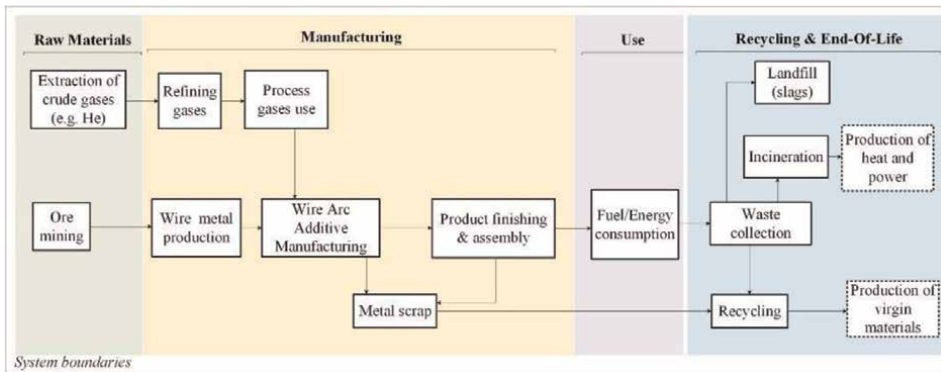 Raw Materials
Manufacturing
Use
Recycling & End-Of-Life
Extraction of
crude gases
(e.g. He)
Refining
gases
Process
gases use
Landfill
(slags)
Incineration
Production of
heat and
power
Ore
mining
Wire metal
production
Wire Arc
Additive
Manufacturing
Product finishing
& assembly
Fuel/Energy
consumption
Waste
collection
Metal scrap
Recycling
Production of
virgin
materials
System boundaries